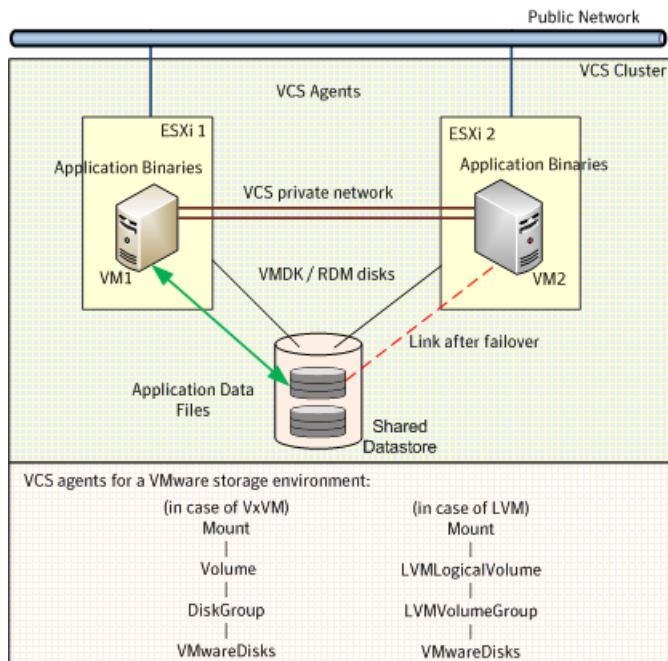 Public Network
VCS Cluster
VCS Agents
ESXi 1
ESXi 2
Application Binaries
Application Binaries
VCS private network
VM1
VMDK / RDM disks
VM2
Link after failover
Application Data
Files
Shared
Datastore
VCS agents for a VMware storage environment:
(in case of VxVM)
Mount
Volume
DiskGroup
VMwareDisks
(in case of LVM)
Mount
LVMLogicalVolume
LVMVolumeGroup
VMwareDisks